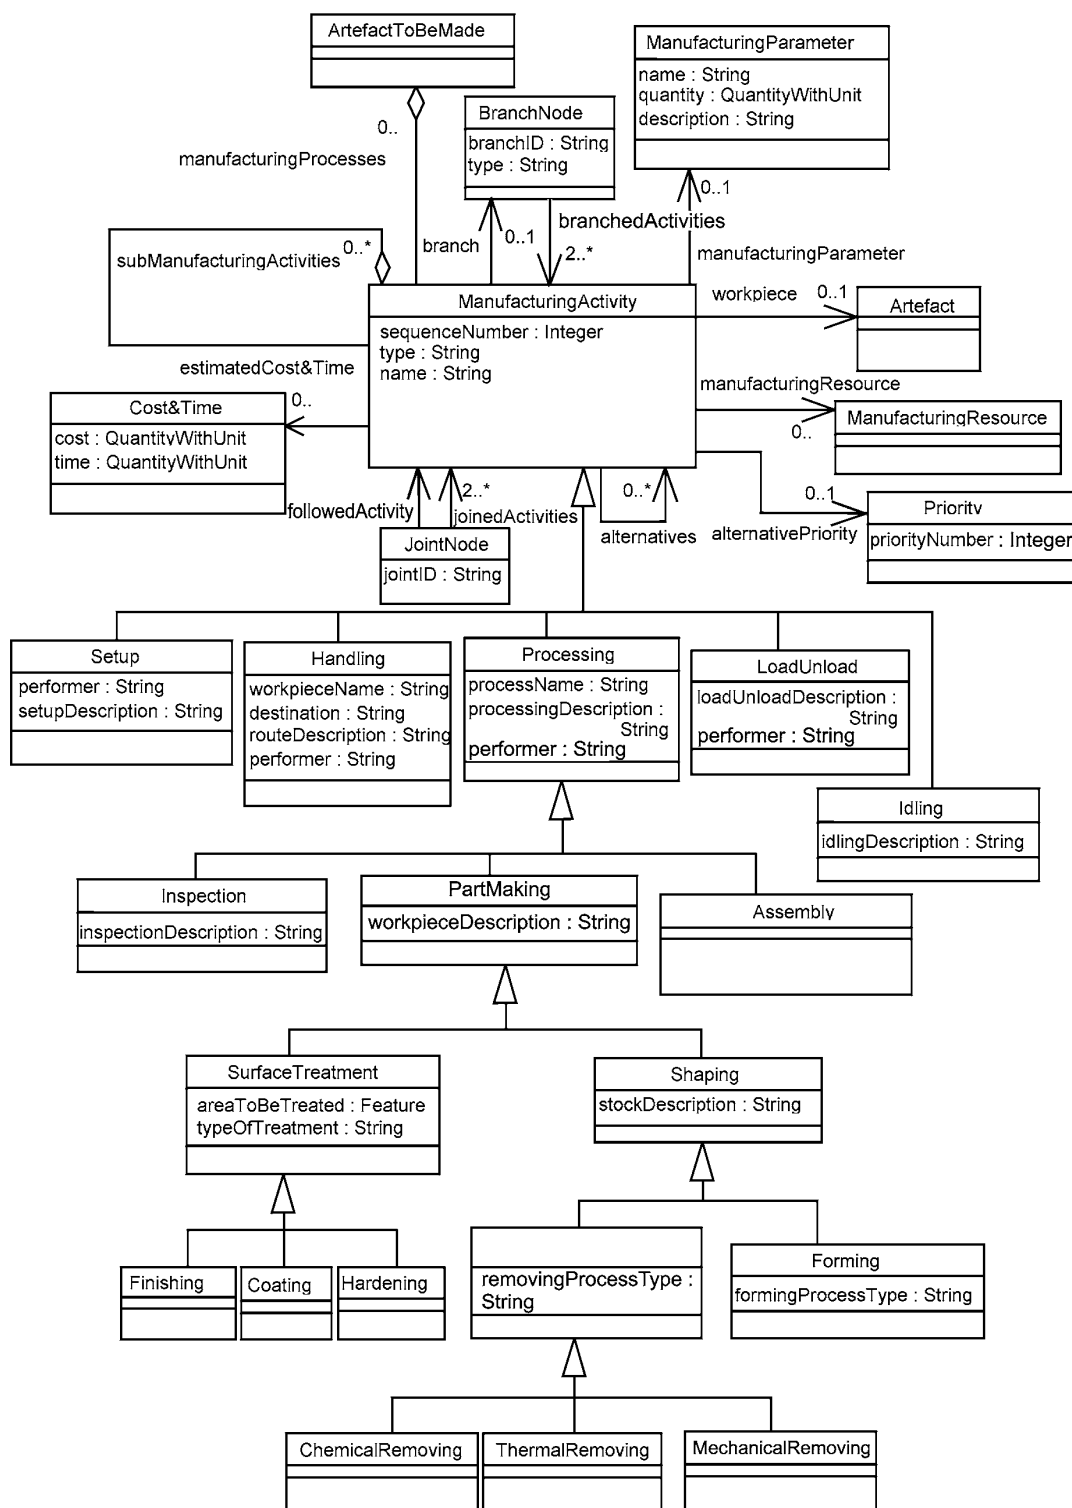 ArtefactToBeMade
0..
manufacturingProcesses
BranchNode
branchID : String
type : String
ManufacturingParameter
name : String
quantity : QuantityWithUnit
description : String
0..1
manufacturingParameter
branchedActivities
2..*
branch
0..1
0..*
subManufacturingActivities
ManufacturingActivity
sequenceNumber : Integer
type : String
name : String
workpiece
0..1
Artefact
estimatedCost&Time
0..
Cost&Time
cost : QuantityWithUnit
time : QuantityWithUnit
manufacturingResource
0..
ManufacturingResource
0..1
alternativePriority
Priority
priorityNumber : Integer
followedActivity
2..*
joinedActivities
0..*
alternatives
JointNode
jointID : String
Setup
performer : String
setupDescription : String
Handling
workpieceName : String
destination : String
routeDescription : String
performer : String
Processing
processName : String
processingDescription :
String
performer : String
LoadUnload
loadUnloadDescription :
String
performer : String
Idling
idlingDescription : String
Inspection
inspectionDescription : String
PartMaking
workpieceDescription : String
Assembly
SurfaceTreatment
areaToBeTreated : Feature
typeOfTreatment : String
Shaping
stockDescription : String
Finishing
Coating
Hardening
removingProcessType :
String
Forming
formingProcessType : String
ChemicalRemoving
ThermalRemoving
MechanicalRemoving